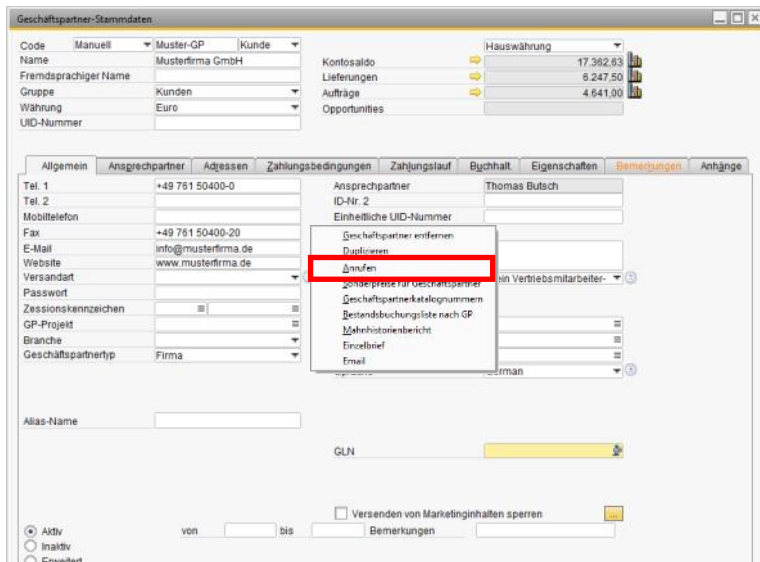 Geschäftspartner-Stammdaten
Code Manuell Muster-GP Kunde
Name Musterfirma GmbH
Fremdsprachiger Name
Gruppe Kunden
Währung Euro
UID-Nummer
Hauswährung
Kontosaldo 17.362,63
Lieferungen 6.247,50
Aufträge 4.641,00
Opportunities
Allgemein Ansprechpartner Adressen Zahlungsbedingungen Zahlungslauf Buchhalt. Eigenschaften Bemerkungen Anhänge
Tel. 1 +49 761 50400-0
Tel. 2
Mobiltelefon
Fax +49 761 50400-20
E-Mail info@musterfirma.de
Website www.musterfirma.de
Versandart
Passwort
Zessionskennzeichen
GP-Projekt
Branche
Geschäftspartnertyp Firma
Alias-Name
Ansprechpartner Thomas Butsch
ID-Nr. 2
Einheitliche UID-Nummer
Geschäftspartner entfernen
Duplizieren
Anrufen
Sonderpreise für Geschäftspartner
Geschäftspartnerkatalognummern
Bestandsbuchungsliste nach GP
Mahnhistorienbericht
Einzelbrief
Email
ein Vertriebsmitarbeiter-
German
GLN
Versenden von Marketinginhalten sperren
...
Aktiv von bis Bemerkungen
Inaktiv
Erweitert